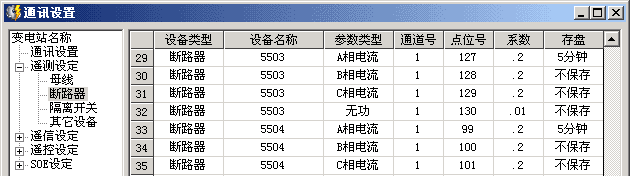 通讯设置
变电站名称
通讯设置
遥测设定
母线
断路器
隔离开关
其它设备
遥信设定
遥控设定
SOE设定
设备类型 设备名称 参数类型 通道号 点位号 系数 存盘
29 断路器 5503 A相电流 1 127 .2 5分钟
30 断路器 5503 B相电流 1 128 .2 不保存
31 断路器 5503 C相电流 1 129 .2 不保存
32 断路器 5503 无功 1 130 .01 不保存
33 断路器 5504 A相电流 1 99 .2 5分钟
34 断路器 5504 B相电流 1 100 .2 不保存
35 断路器 5504 C相电流 1 101 .2 不保存